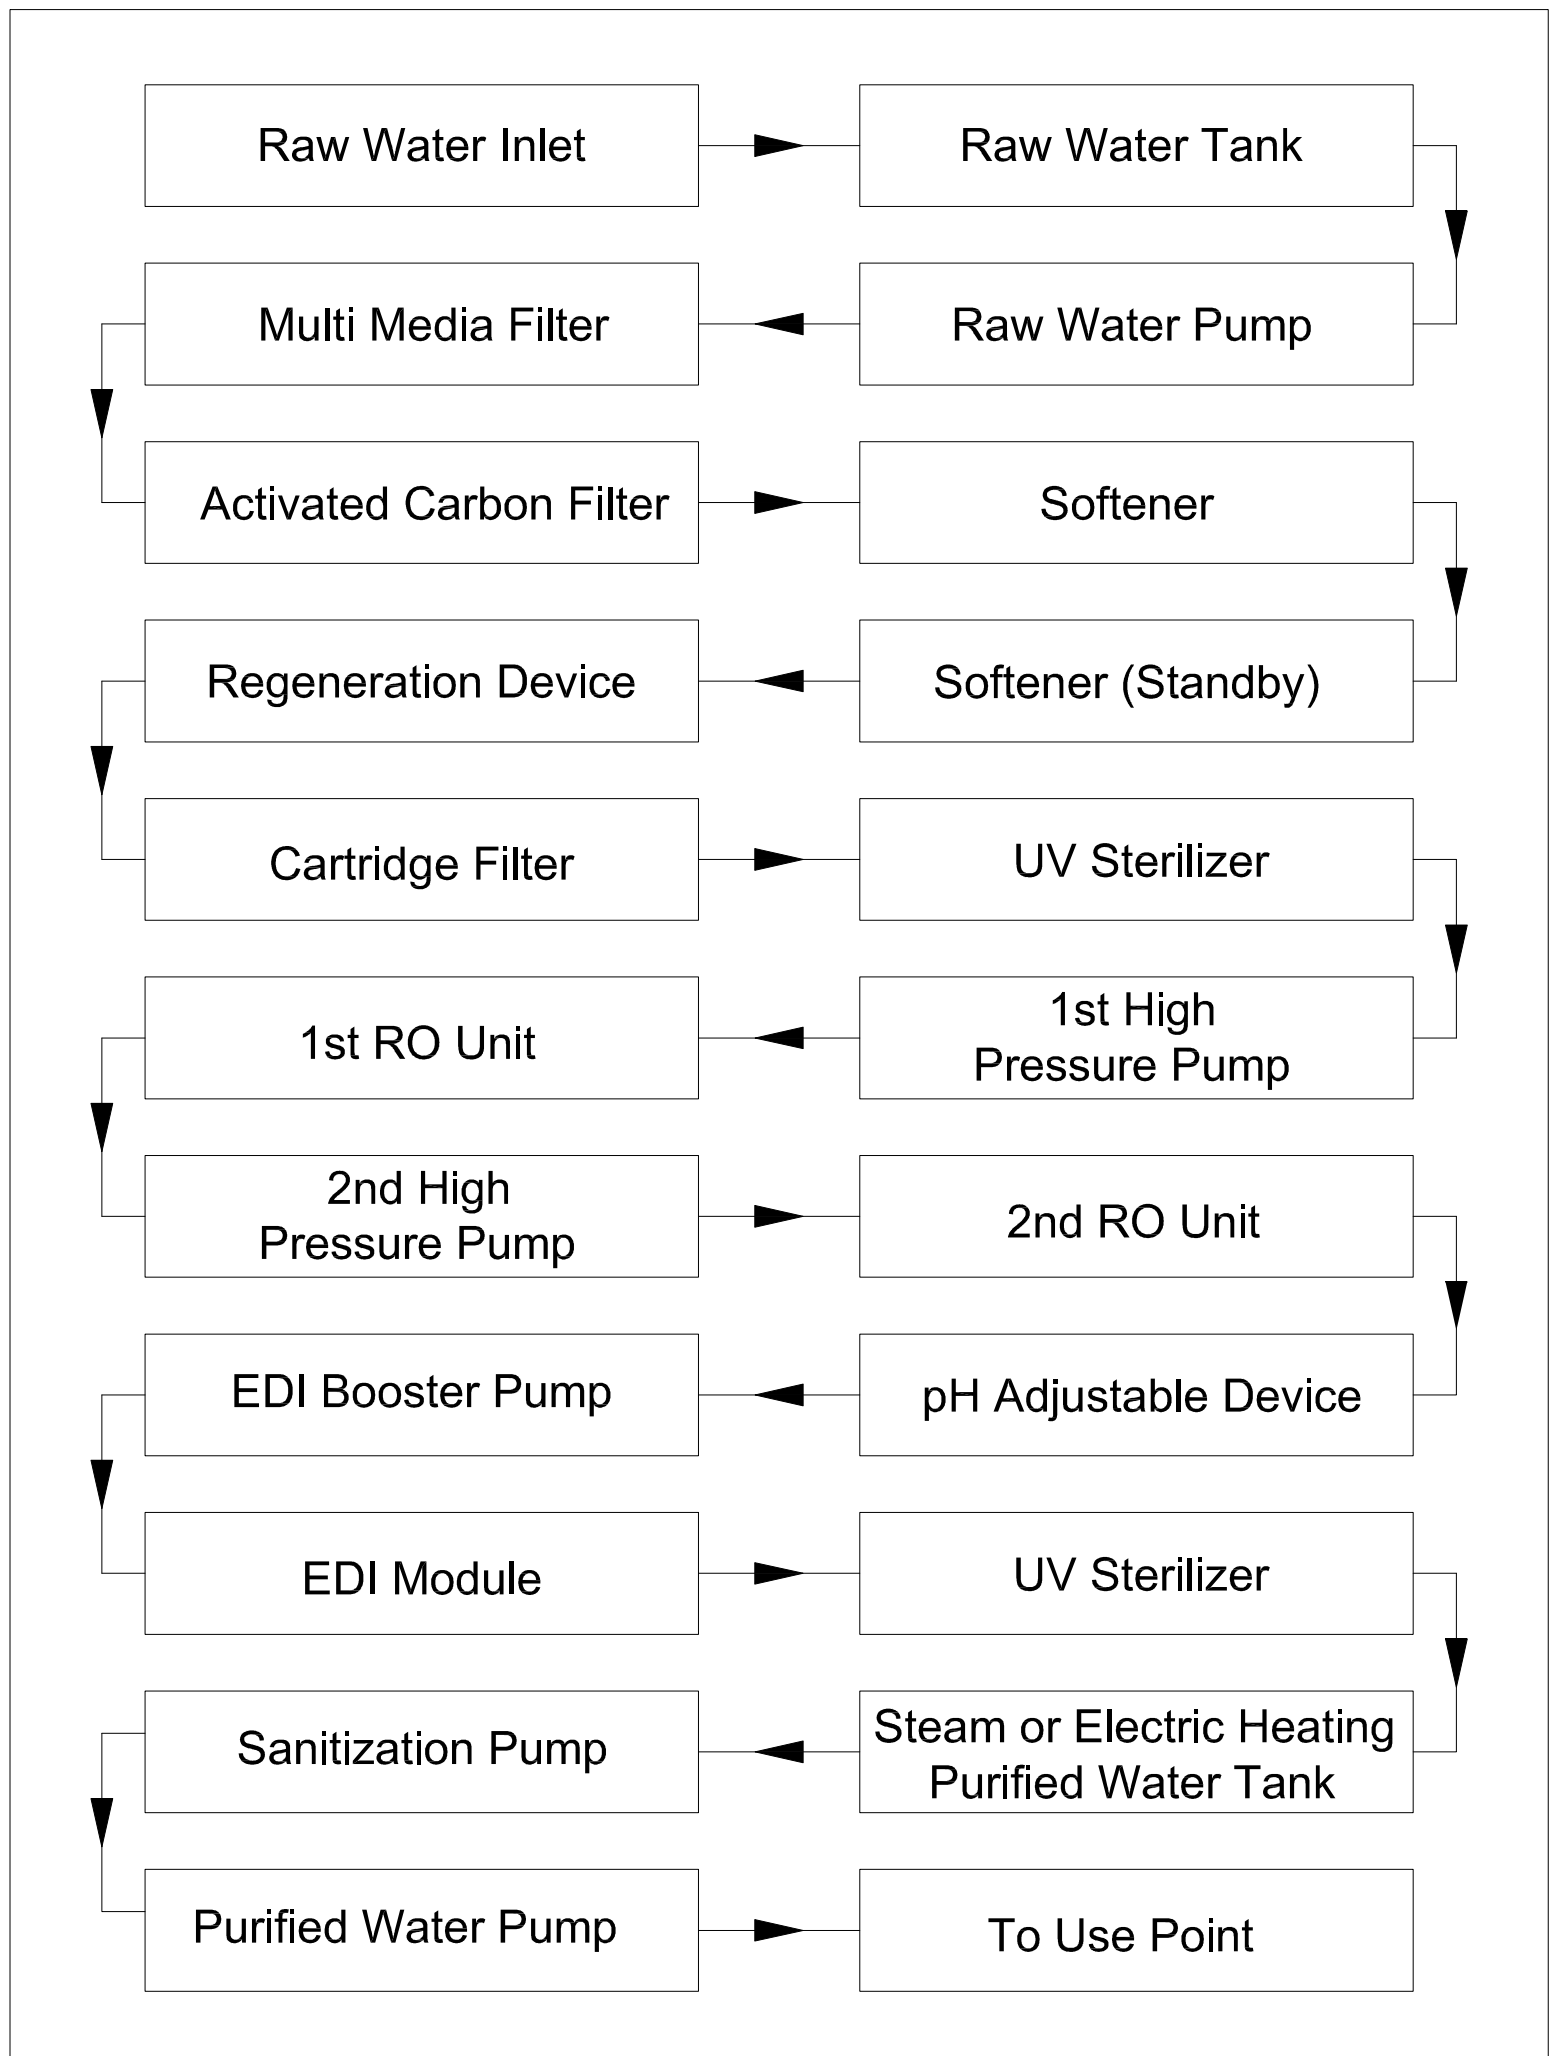 Raw Water Inlet
Raw Water Tank
Raw Water Pump
Multi Media Filter
Activated Carbon Filter
Softener
Softener (Standby)
Regeneration Device
Cartridge Filter
UV Sterilizer
1st High
Pressure Pump
1st RO Unit
2nd High
Pressure Pump
2nd RO Unit
pH Adjustable Device
EDI Booster Pump
EDI Module
UV Sterilizer
Steam or Electric Heating
Purified Water Tank
Sanitization Pump
Purified Water Pump
To Use Point